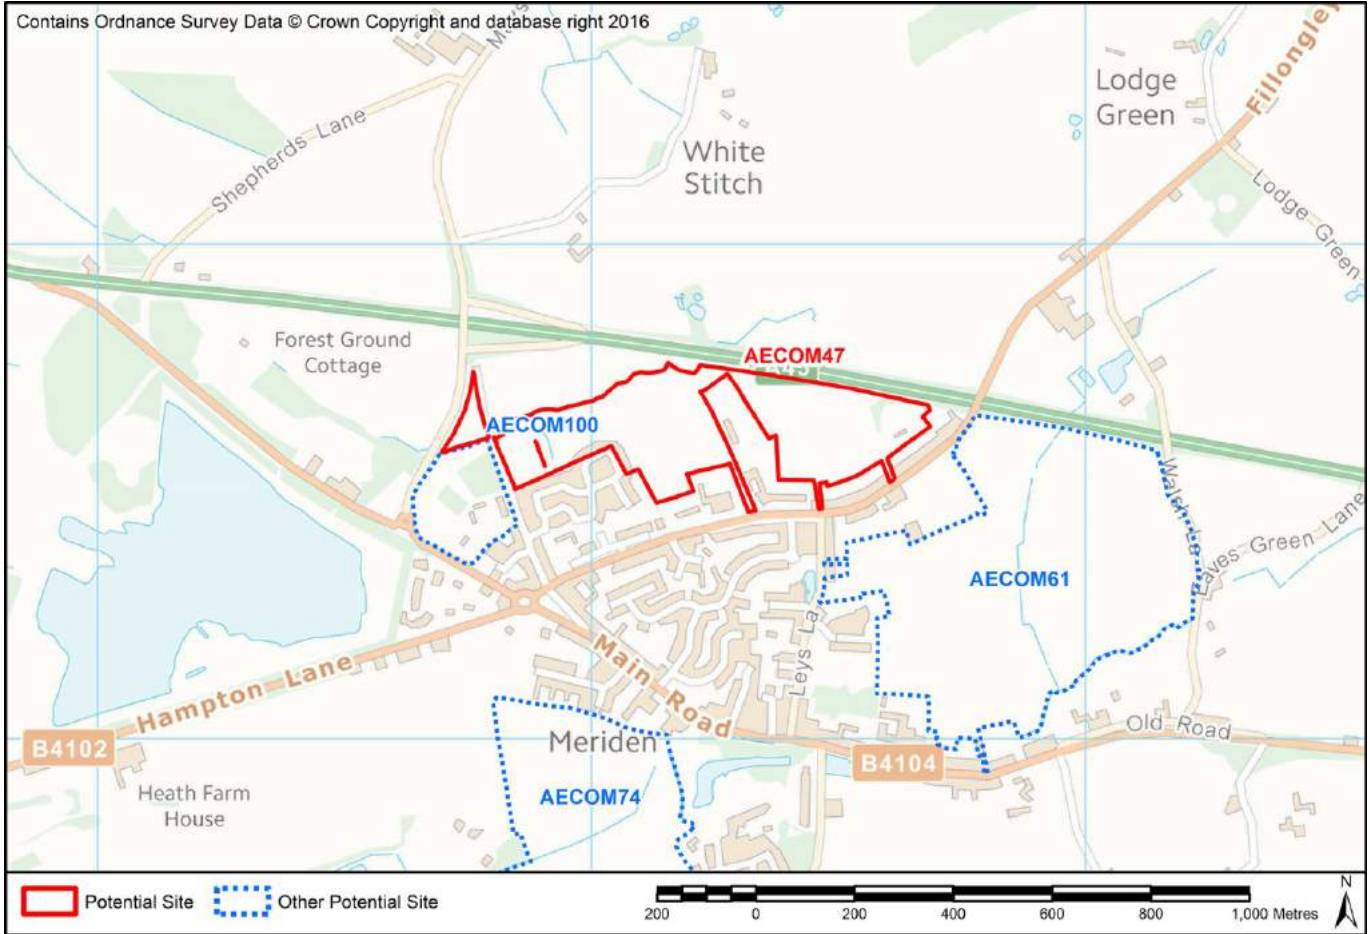 Contains Ordnance Survey Data © Crown Copyright and database right 2016
Lodge
Green
Fillongley
Shepherds Lane
White
Stitch
Lodge Green
Forest Ground
Cottage
AECOM47
AECOM100
Walsh La
Eaves Green Lane
AECOM61
Leys La
Main Road
Hampton Lane
Old Road
Meriden
B4102
B4104
Heath Farm
House
AECOM74
Potential Site
Other Potential Site
200 0 200 400 600 800 1,000 Metres
N